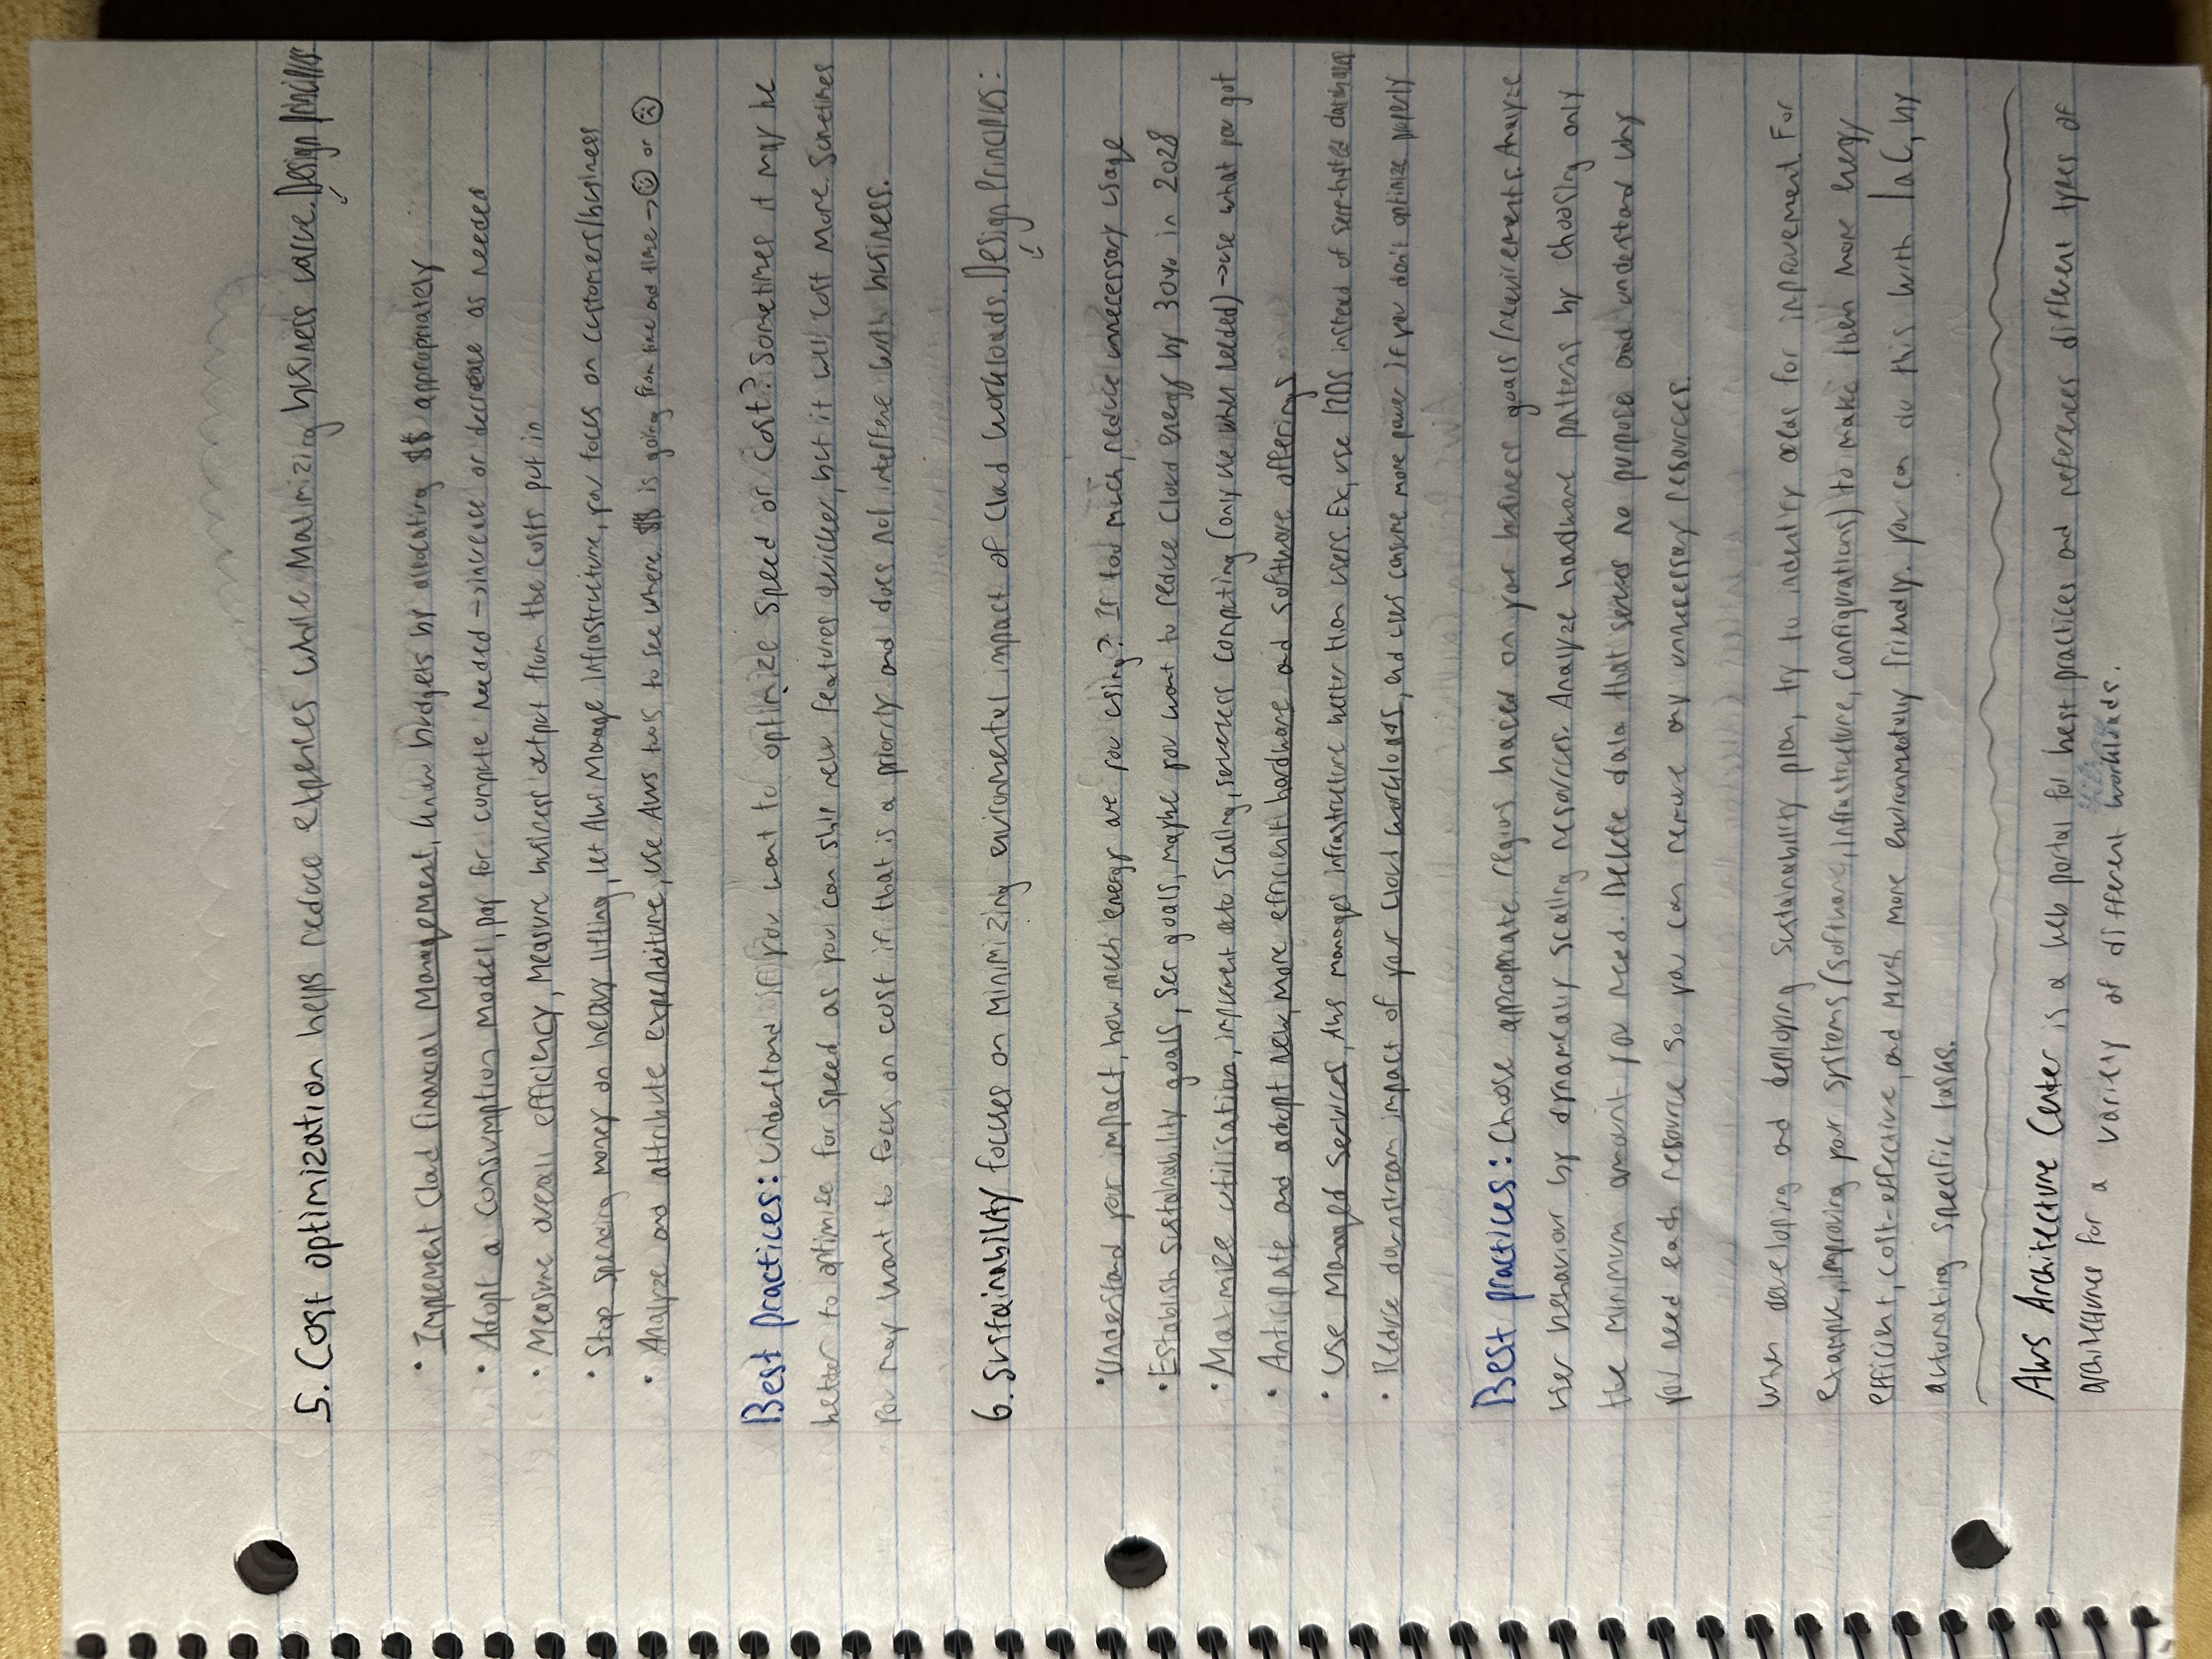 5. Cost optimization helps reduce expences while Maximizing business value. Design Principles:
• Implement Cloud Financial Management, know budgets by allocating $$ appropriately
• Adopt a Consumption Model, pay for compute needed → increase or decrease as needed
• Measure overall efficiency, Measure business output from the costs put in
• Stop spending money on heavy lifting, let AWS Manage infrastructure, you focus on customers/business
• Analyze and attribute expenditure, use AWS tools to see where $$ is going from time and time → ☺ or ☹
Best practices: Understand if you want to optimize speed or cost? Sometimes it may be
better to optimise for speed as you can ship new features quicker, but it will cost more. Sometimes
you may want to focus on cost if that is a priority and does not interfere with business.
6. Sustainability focuses on minimizing environmental impact of cloud workloads. Design Principles:
• Understand your impact, how much energy are you using? If too much, reduce unnecessary usage
• Establish sustainability goals, Set goals, maybe you want to reduce cloud energy by 30% in 2028
• Maximize utilisation, implement auto scaling, serverless computing (only use when needed) → use what you got
• Anticipate and adopt new, more efficient hardware and software offerings
• Use Managed Services, AWS manages infrastructure better than users. Ex, use RDS instead of self-hosted databases
• Reduce downstream impact of your cloud workloads, end users consume more power if you don't optimize properly
Best practices: Choose appropriate regions based on your business goals/requirements. Analyze
user behaviour by dynamically scaling resources. Analyze hardware patterns by choosing only
the minimum amount you need. Delete data that serves no purpose and understand why
you need each resource so you can remove any unnecessary resources.
When developing and deploying sustainability plan, try to indentify areas for improvement. For
example, improving your systems (software, infrastructure, configurations) to make them more energy
efficient, cost-effective, and much more environmentally friendly. you can do this with IaC, by
automating specific tasks.
AWS Architecture Center is a web portal for best practices and references different types of
architectures for a variety of different workloads.